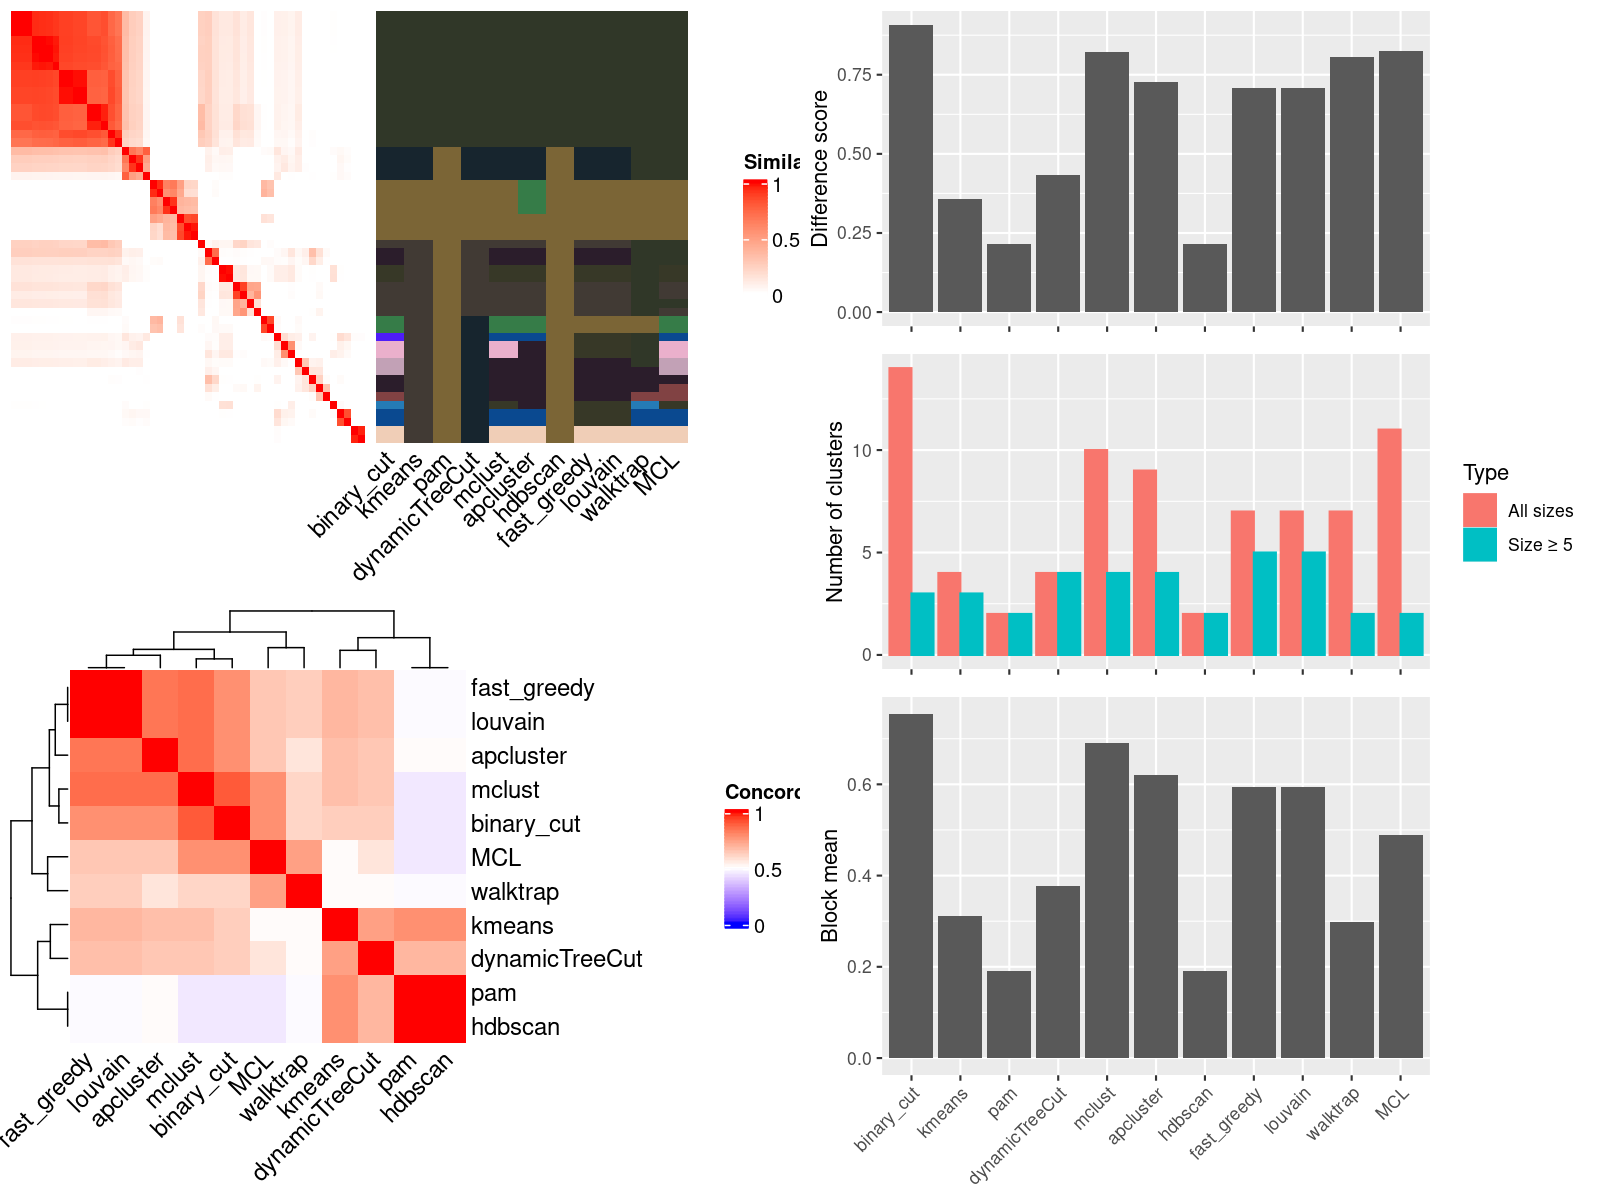 Simila
1
0.5
0
binary_cut
kmeans
pam
dynamicTreeCut
mclust
apcluster
hdbscan
fast_greedy
louvain
walktrap
MCL
fast_greedy
louvain
apcluster
mclust
binary_cut
MCL
walktrap
kmeans
dynamicTreeCut
pam
hdbscan
fast_greedy
louvain
apcluster
mclust
binary_cut
MCL
walktrap
kmeans
dynamicTreeCut
pam
hdbscan
Concord
1
0.5
0
Difference score
0.75
0.50
0.25
0.00
Number of clusters
10
5
0
Type
All sizes
Size ≥ 5
Block mean
0.6
0.4
0.2
0.0
binary_cut
kmeans
pam
dynamicTreeCut
mclust
apcluster
hdbscan
fast_greedy
louvain
walktrap
MCL